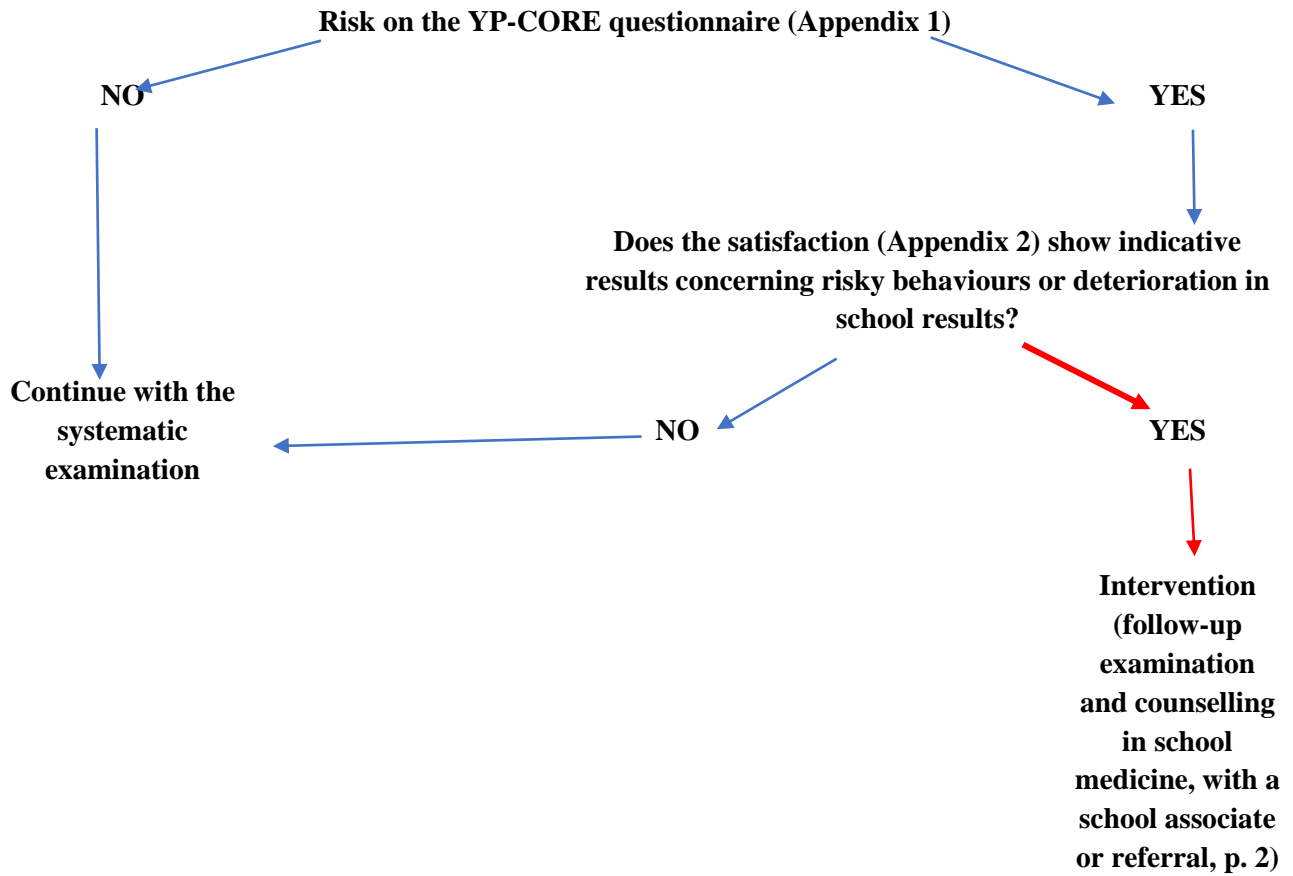 Risk on the YP-CORE questionnaire (Appendix 1)
NO
YES
Does the satisfaction (Appendix 2) show indicative
results concerning risky behaviours or deterioration in
school results?
Continue with the
systematic
examination
NO
YES
Intervention
(follow-up
examination
and counselling
in school
medicine, with a
school associate
or referral, p. 2)